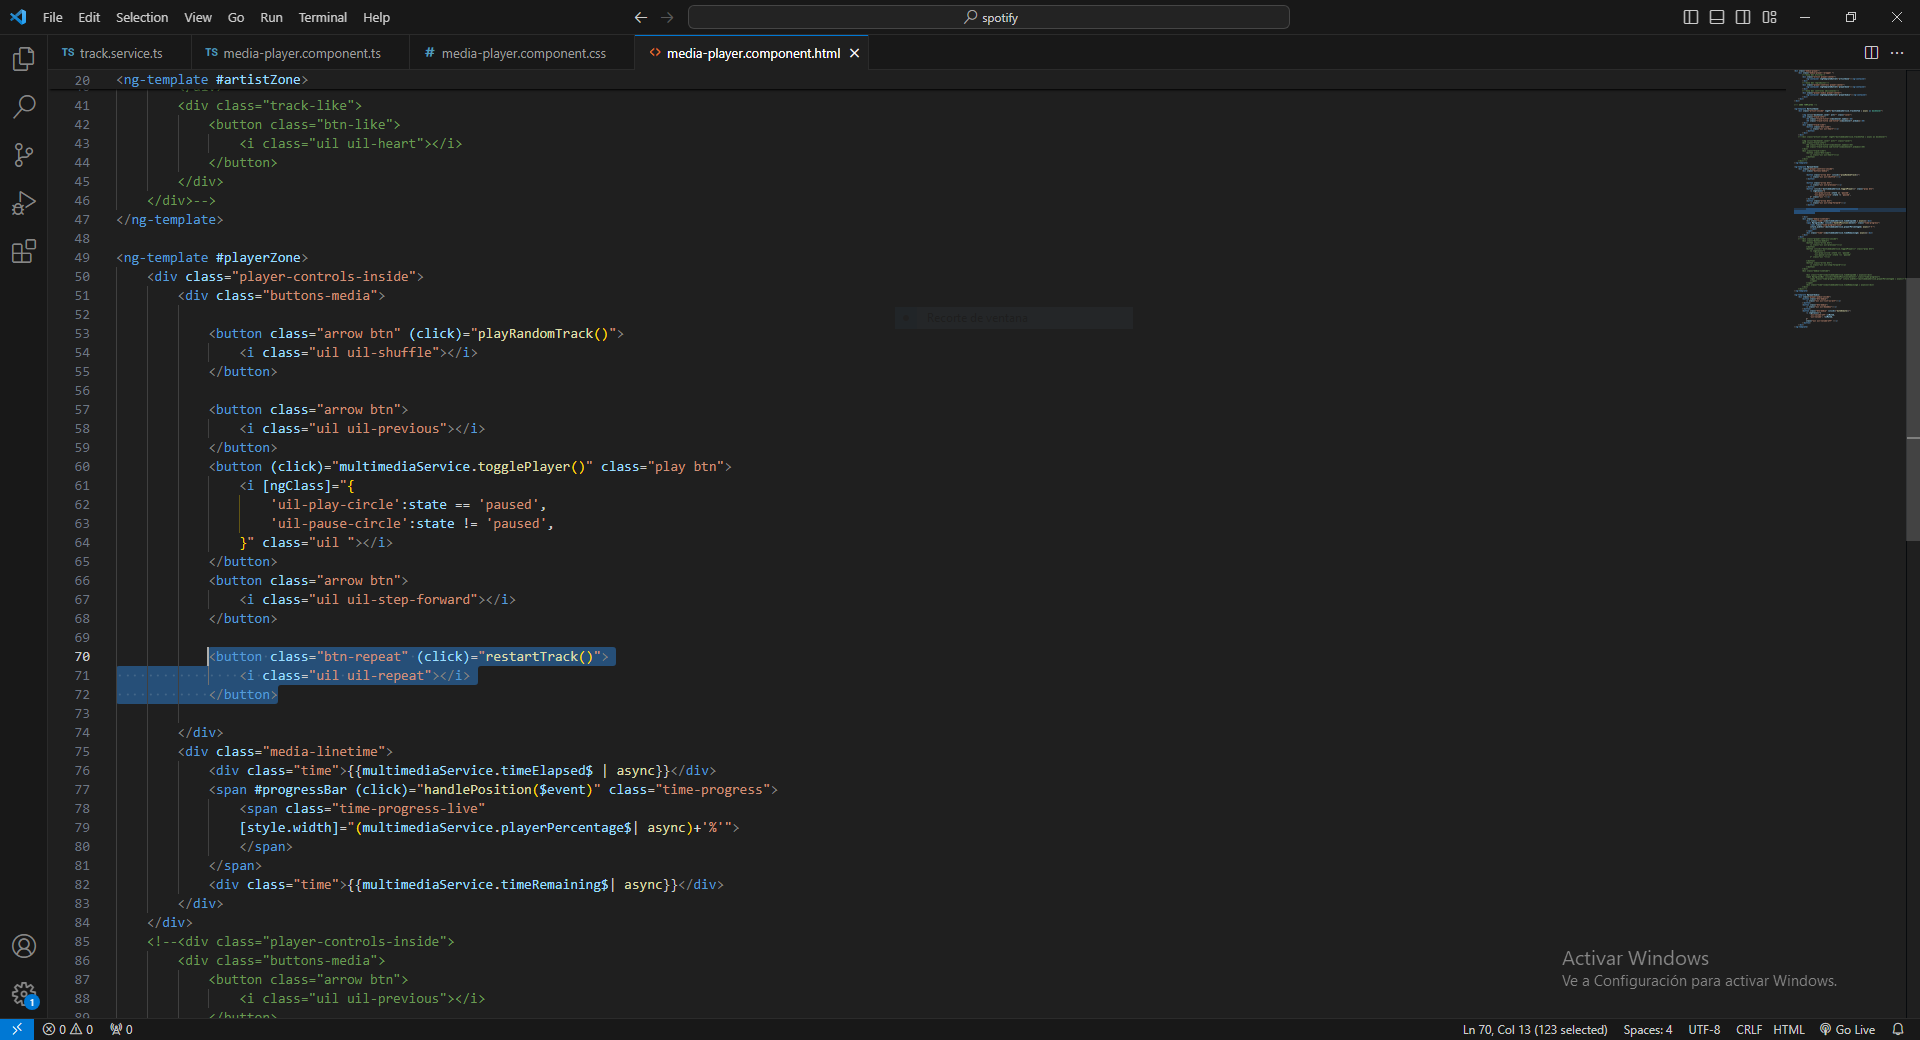 File Edit Selection View Go Run Terminal Help
spotify
TS track.service.ts
TS media-player.component.ts
# media-player.component.css
<> media-player.component.html
20 <ng-template #artistZone>
41 <div class="track-like">
42 <button class="btn-like">
43 <i class="uil uil-heart"></i>
44 </button>
45 </div>
46 </div>-->
47 </ng-template>
48
49 <ng-template #playerZone>
50 <div class="player-controls-inside">
51 <div class="buttons-media">
52
53 <button class="arrow btn" (click)="playRandomTrack()">
54 <i class="uil uil-shuffle"></i>
55 </button>
56
57 <button class="arrow btn">
58 <i class="uil uil-previous"></i>
59 </button>
60 <button (click)="multimediaService.togglePlayer()" class="play btn">
61 <i [ngClass]="{
62 'uil-play-circle':state == 'paused',
63 'uil-pause-circle':state != 'paused',
64 }" class="uil "></i>
65 </button>
66 <button class="arrow btn">
67 <i class="uil uil-step-forward"></i>
68 </button>
69
70 <button class="btn-repeat" (click)="restartTrack()">
71 <i class="uil uil-repeat"></i>
72 </button>
73
74 </div>
75 <div class="media-linetime">
76 <div class="time">{{multimediaService.timeElapsed$ | async}}</div>
77 <span #progressBar (click)="handlePosition($event)" class="time-progress">
78 <span class="time-progress-live"
79 [style.width]="(multimediaService.playerPercentage$| async)+'%'">
80 </span>
81 </span>
82 <div class="time">{{multimediaService.timeRemaining$| async}}</div>
83 </div>
84 </div>
85 <!--<div class="player-controls-inside">
86 <div class="buttons-media">
87 <button class="arrow btn">
88 <i class="uil uil-previous"></i>
89 </button>
Activar Windows
Ve a Configuración para activar Windows.
1
0 0 0 Ln 70, Col 13 (123 selected) Spaces: 4 UTF-8 CRLF HTML Go Live